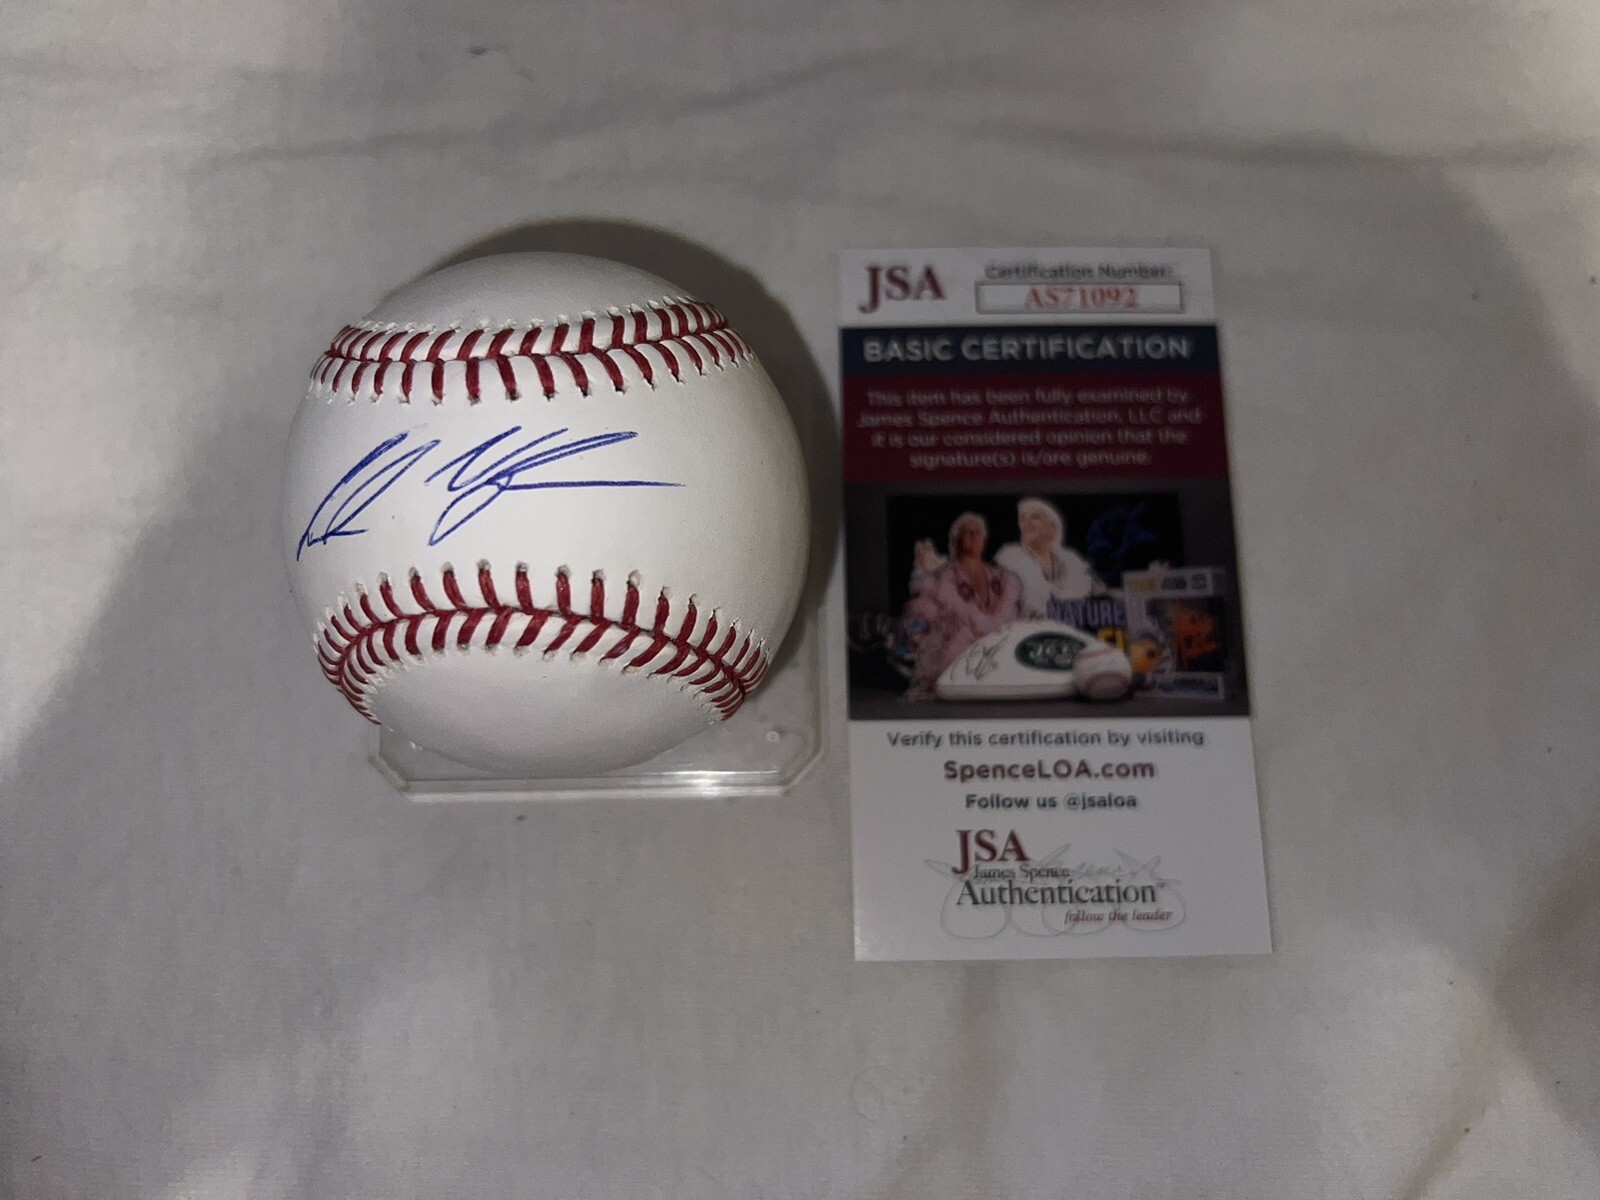 JSA
Certification Number:
AS71092
BASIC CERTIFICATION
This item has been fully examined by
James Spence Authentication, LLC and
it is our considered opinion that the
signature(s) is/are genuine.
NATURE
JETS
Verify this certification by visiting
SpenceLOA.com
Follow us @jsaloa
JSA
James Spence
Authentication
follow the leader